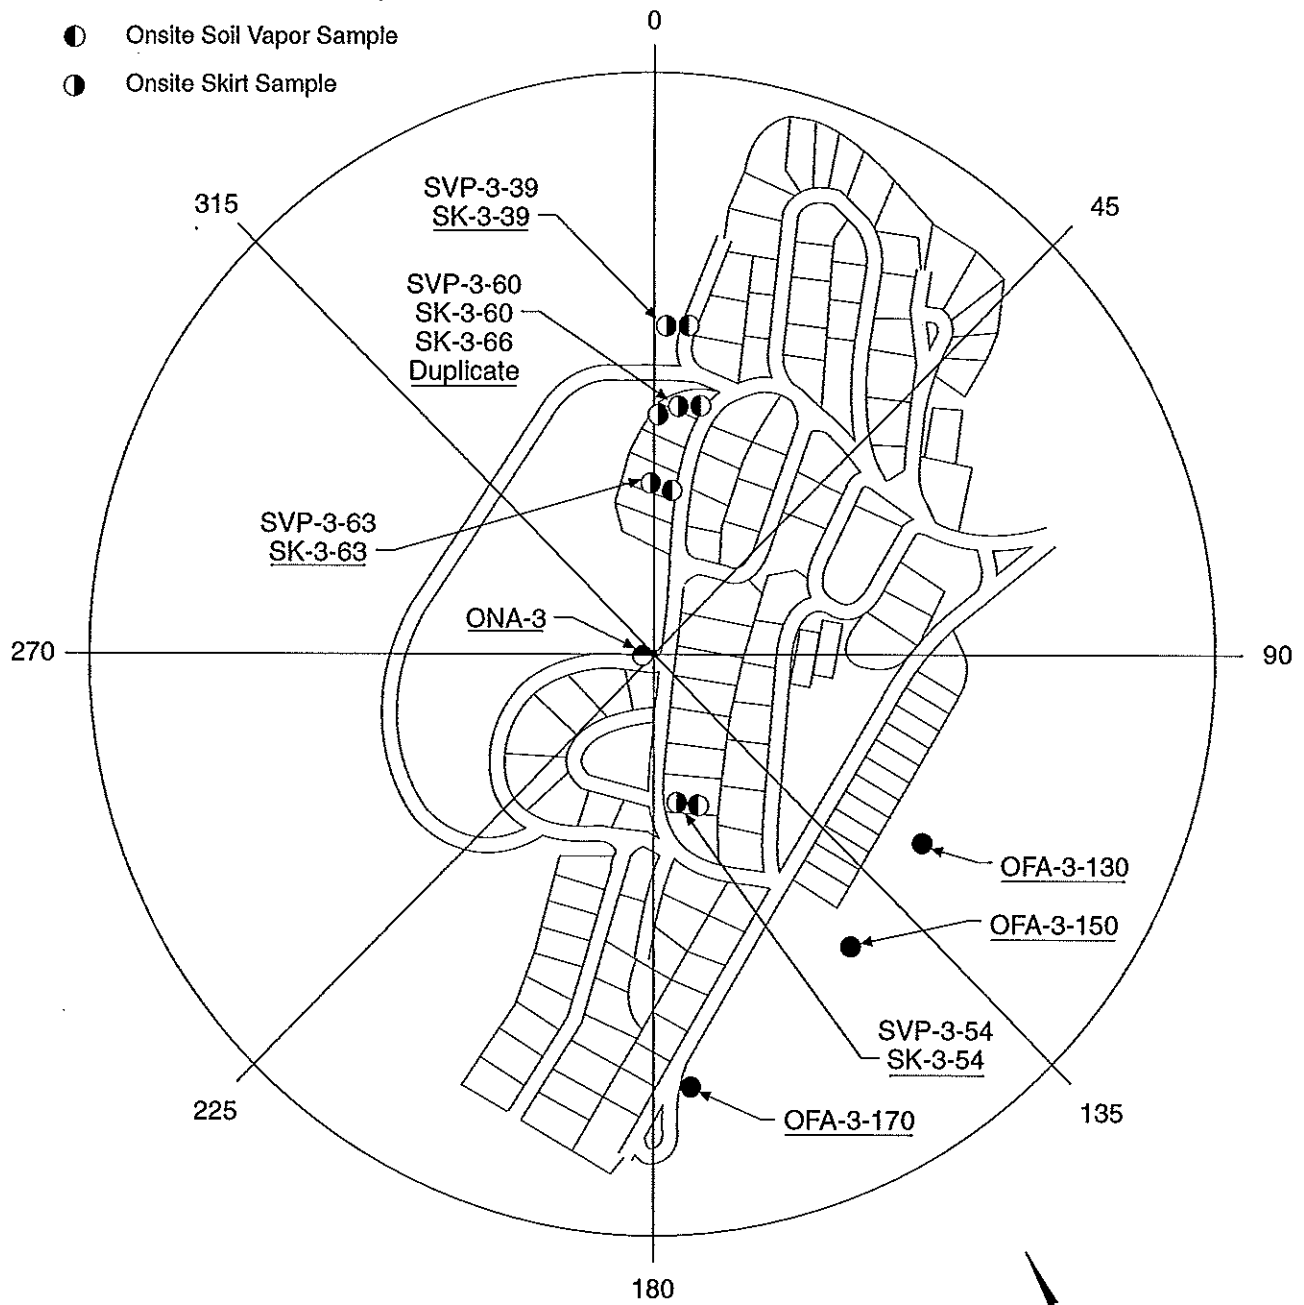 Onsite Soil Vapor Sample
Onsite Skirt Sample
0
45
90
135
180
225
270
315
SVP-3-39
SK-3-39
SVP-3-60
SK-3-60
SK-3-66
Duplicate
SVP-3-63
SK-3-63
ONA-3
OFA-3-130
OFA-3-150
SVP-3-54
SK-3-54
OFA-3-170